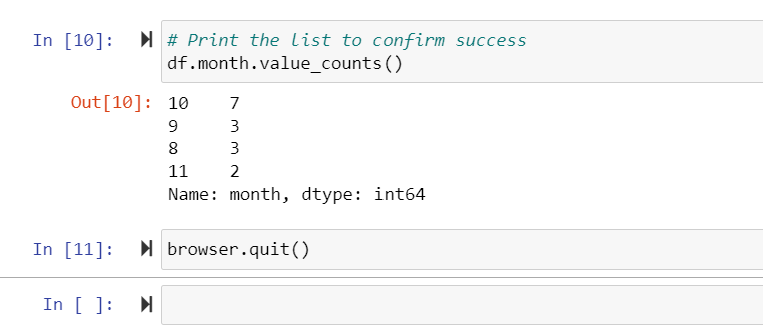 In [10]: # Print the list to confirm success
df.month.value_counts()
Out[10]: 10 7
9 3
8 3
11 2
Name: month, dtype: int64
In [11]: browser.quit()
In [ ]: